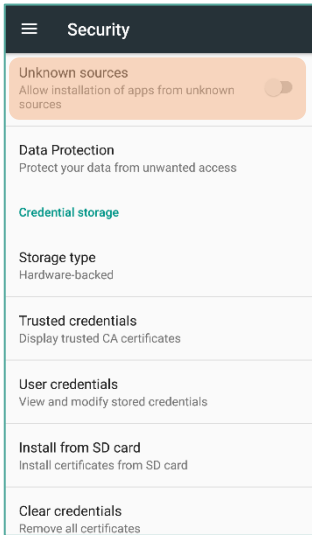 Security
Unknown sources
Allow installation of apps from unknown
sources
Data Protection
Protect your data from unwanted access
Credential storage
Storage type
Hardware-backed
Trusted credentials
Display trusted CA certificates
User credentials
View and modify stored credentials
Install from SD card
Install certificates from SD card
Clear credentials
Remove all certificates